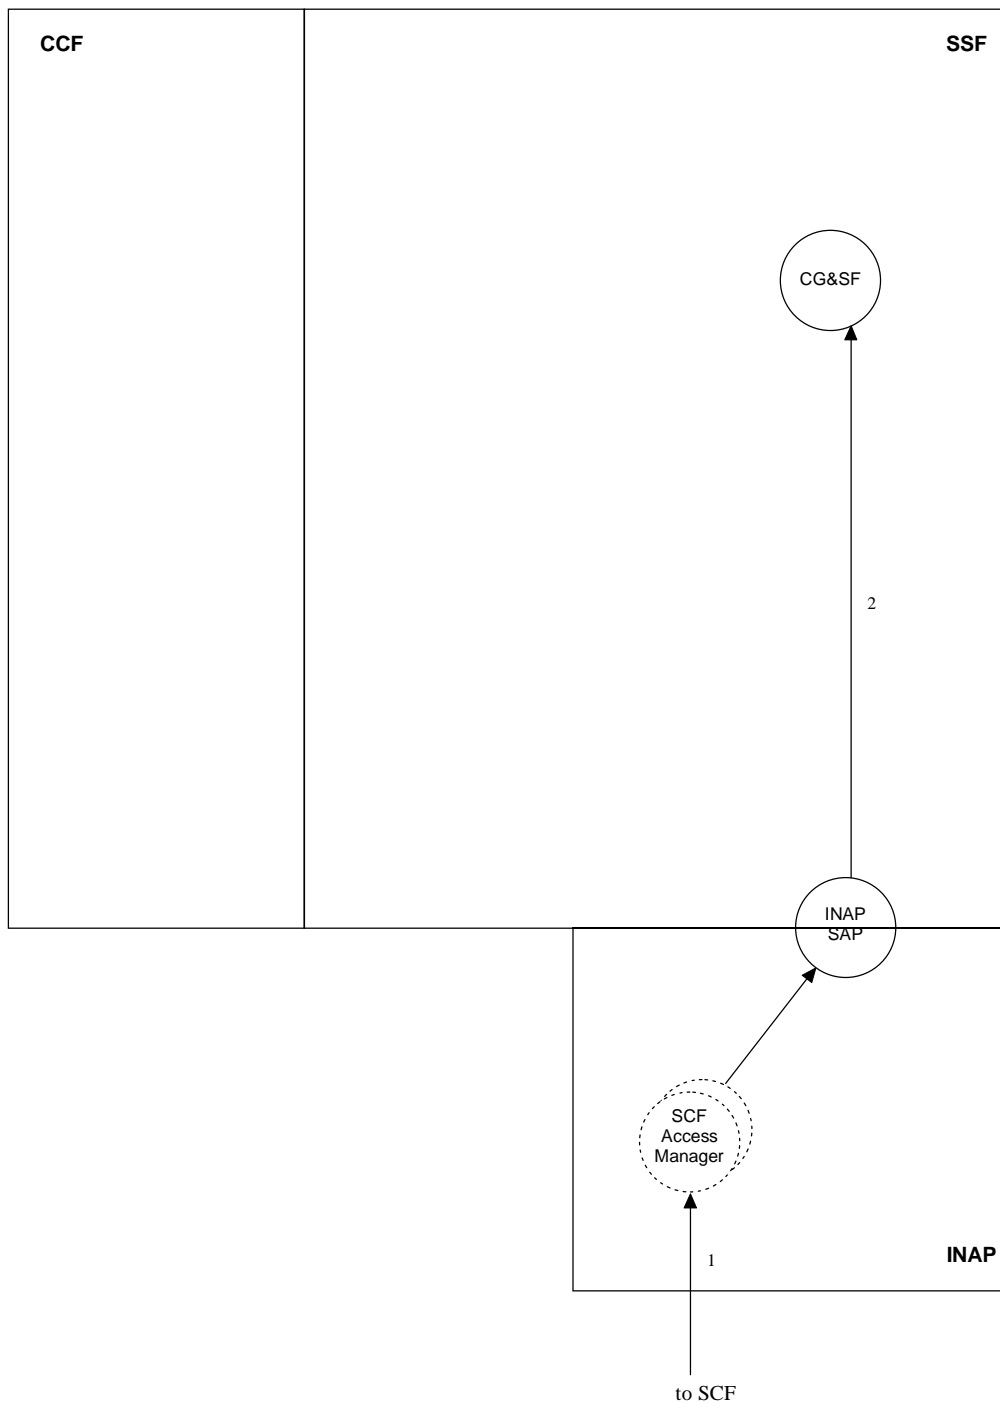 CCF
SSF
CG&SF
2
INAP
SAP
SCF
Access
Manager
1
INAP
to SCF